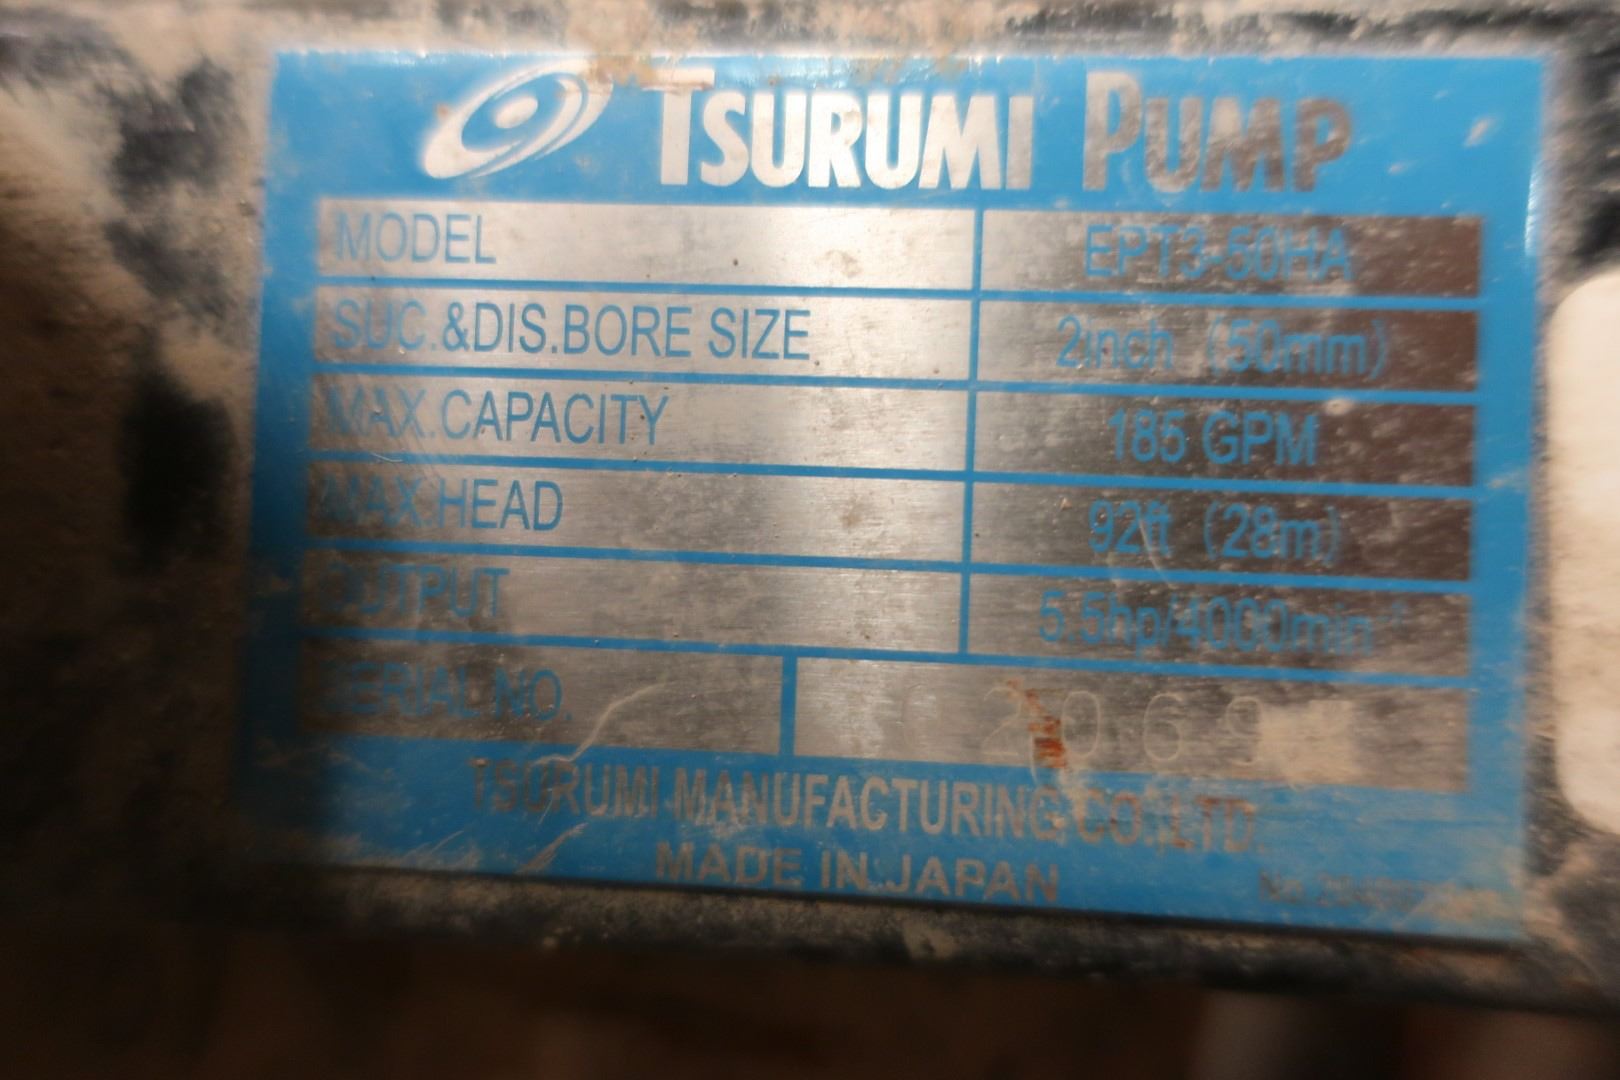 TSURUMI PUMP
MODEL EPT3-50HA
SUC.&DIS.BORE SIZE 2inch (50mm)
MAX.CAPACITY 185 GPM
MAX.HEAD 92ft (28m)
OUTPUT 5.5hp/4000min⁻¹
SERIAL NO.
TSURUMI MANUFACTURING CO.,LTD.
MADE IN JAPAN